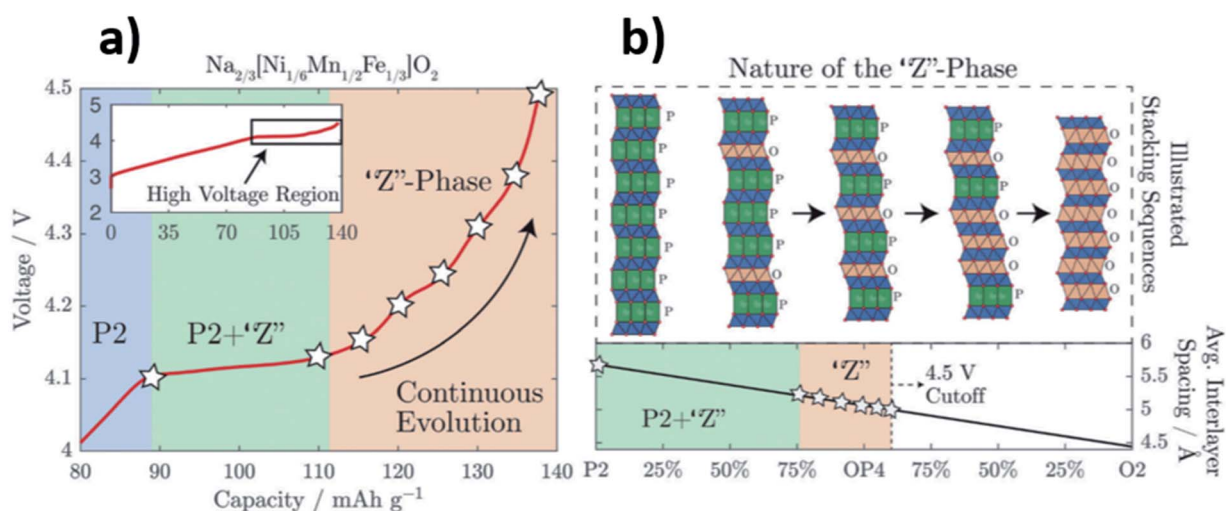 a)
Na2/3[Ni1/6Mn1/2Fe1/3]O2
4.5
4.4
4.3
4.2
4.1
4
Voltage / V
5
4
3
2
0
35
70
105
140
High Voltage Region
"Z"-Phase
P2
P2+"Z"
Continuous
Evolution
80
90
100
110
120
130
140
Capacity / mAh g-1
b)
Nature of the "Z"-Phase
P
P
P
P
P
P
P
O
P
P
O
P
P
O
P
O
P
O
P
P
O
O
O
P
O
O
O
O
O
O
Illustrated
Stacking Sequences
"Z"
4.5 V
Cutoff
P2+"Z"
6
5.5
5
4.5
Avg. Interlayer
Spacing / Å
P2
25%
50%
75%
OP4
75%
50%
25%
O2